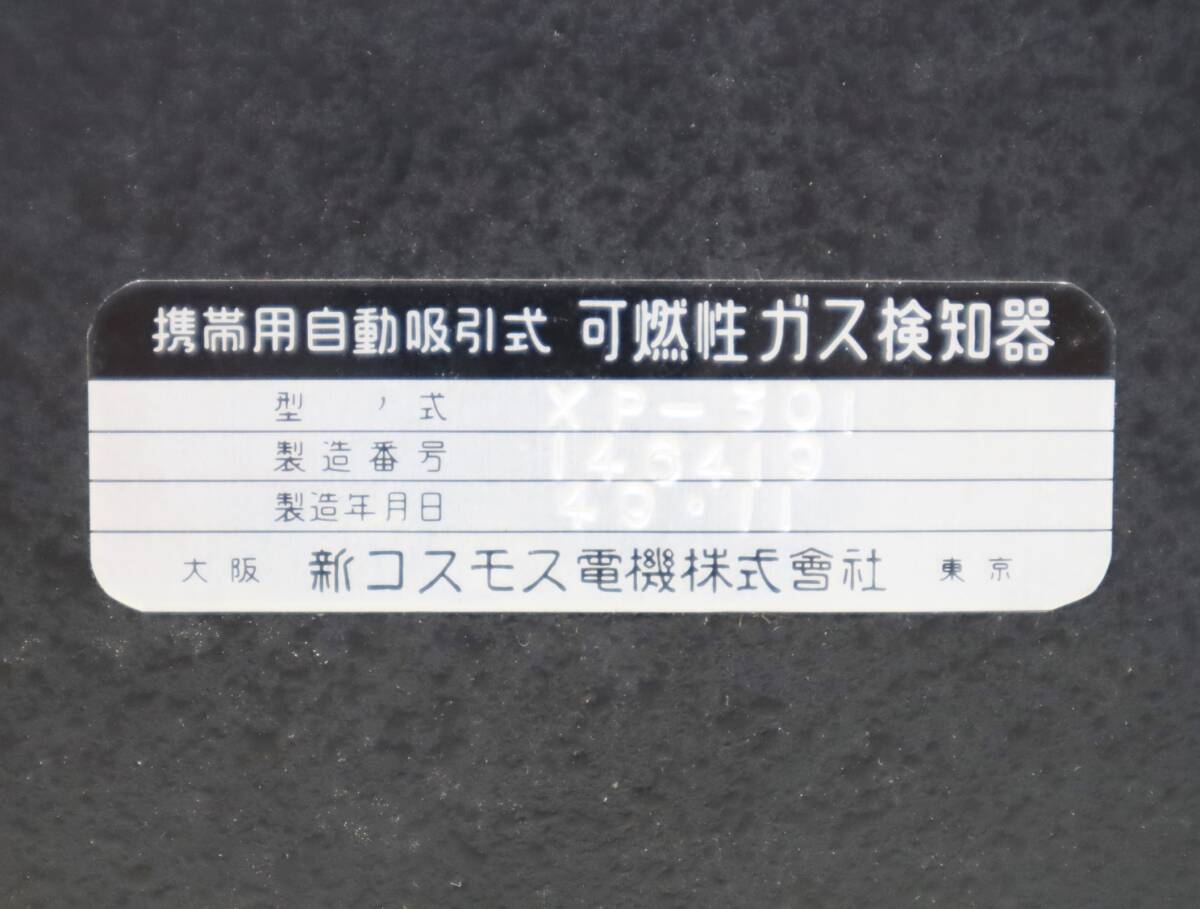 携帯用自動吸引式 可燃性ガス検知器
型 式 XP-301
製造番号 146419
製造年月日 49・11
大阪 新コスモス電機株式會社 東京